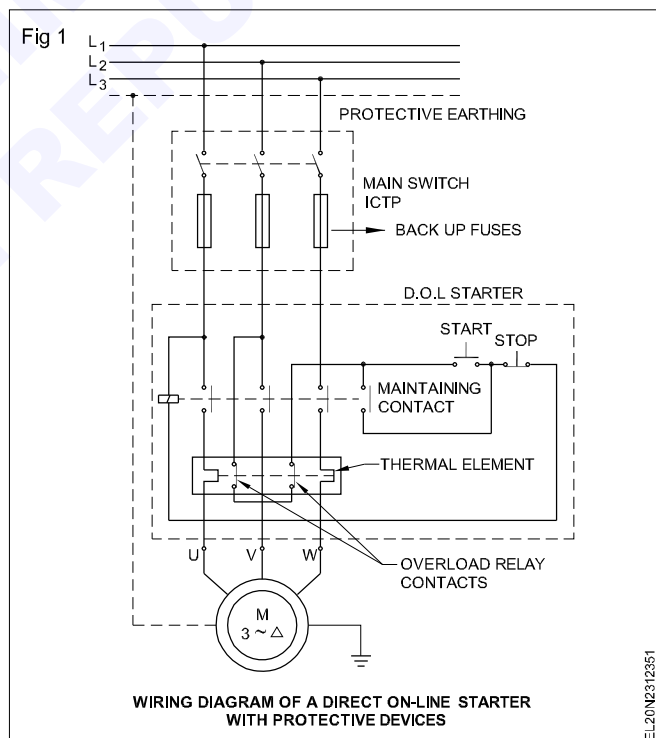 Fig 1
L1
L2
L3
PROTECTIVE EARTHING
MAIN SWITCH
ICTP
BACK UP FUSES
D.O.L STARTER
START
STOP
MAINTAINING
CONTACT
THERMAL ELEMENT
U V W
OVERLOAD RELAY
CONTACTS
M
3 ~ △
WIRING DIAGRAM OF A DIRECT ON-LINE STARTER
WITH PROTECTIVE DEVICES
EL20N2312351